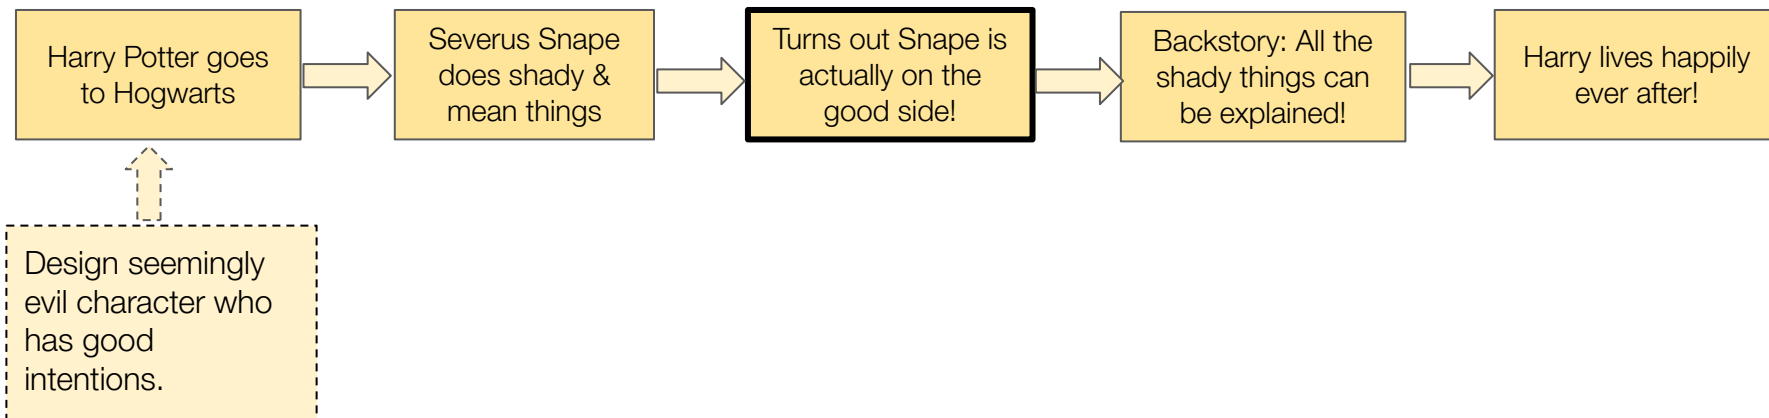 Harry Potter goes
to Hogwarts
Severus Snape
does shady &
mean things
Turns out Snape is
actually on the
good side!
Backstory: All the
shady things can
be explained!
Harry lives happily
ever after!
Design seemingly
evil character who
has good
intentions.